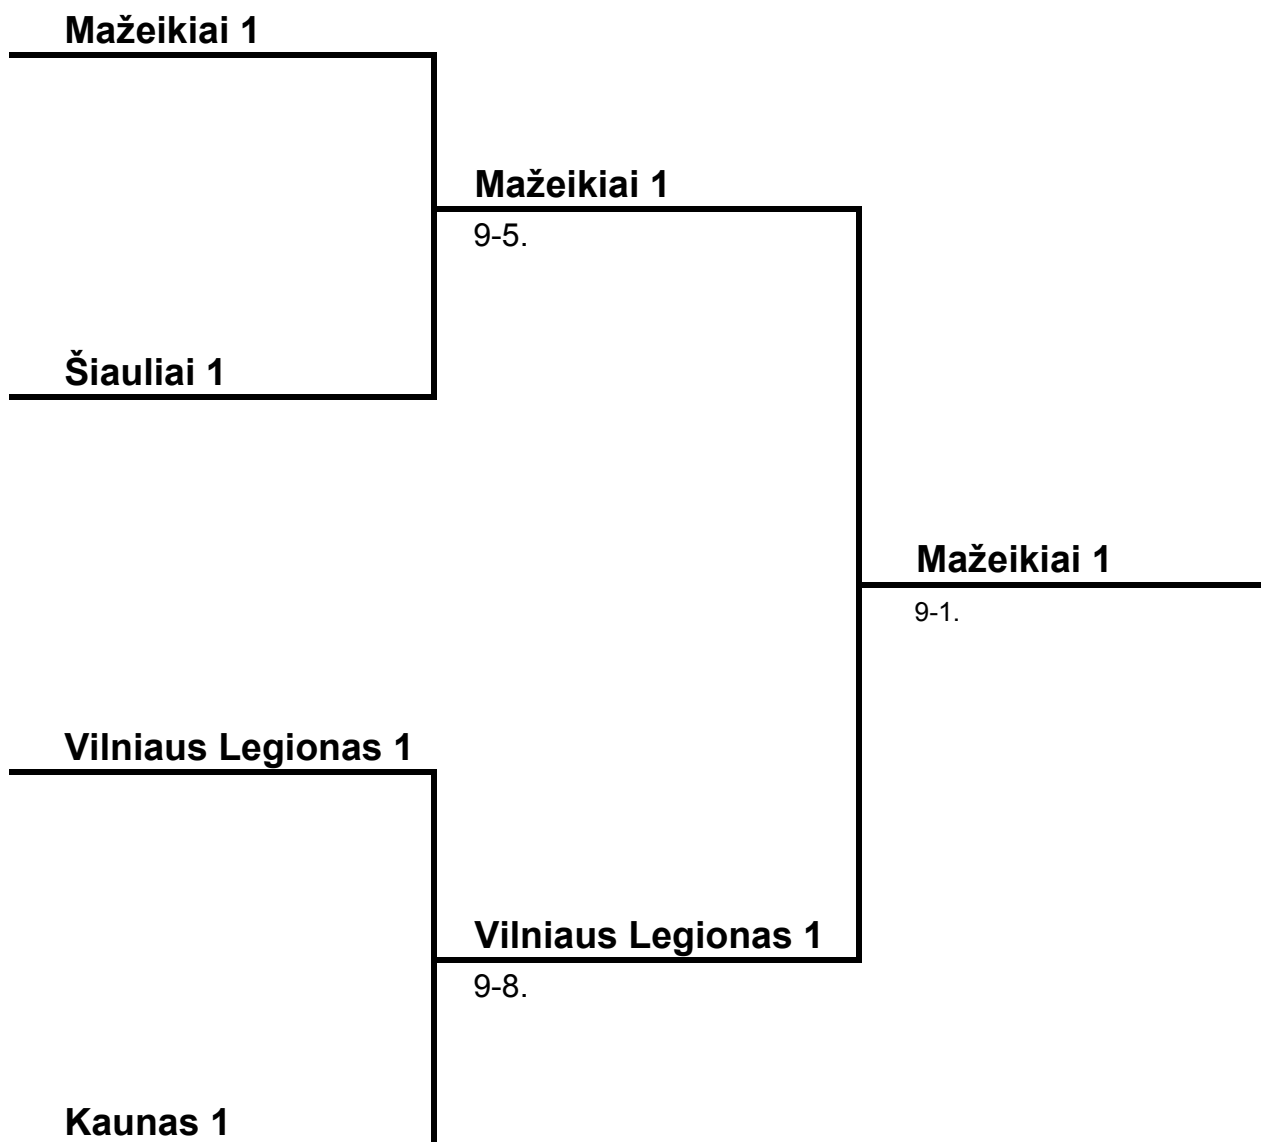 Mažeikiai 1
Mažeikiai 1
9-5.
Šiauliai 1
Mažeikiai 1
9-1.
Vilniaus Legionas 1
Vilniaus Legionas 1
9-8.
Kaunas 1